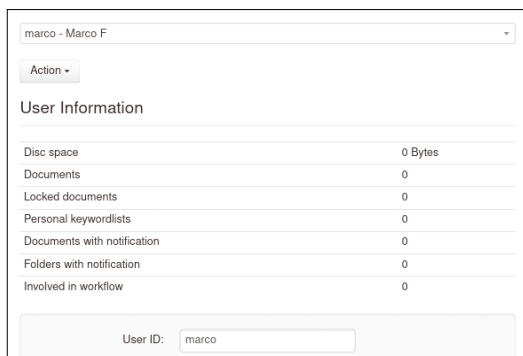 marco - Marco F
Action
User Information
Disc space 0 Bytes
Documents 0
Locked documents 0
Personal keywordlists 0
Documents with notification 0
Folders with notification 0
Involved in workflow 0
User ID: marco